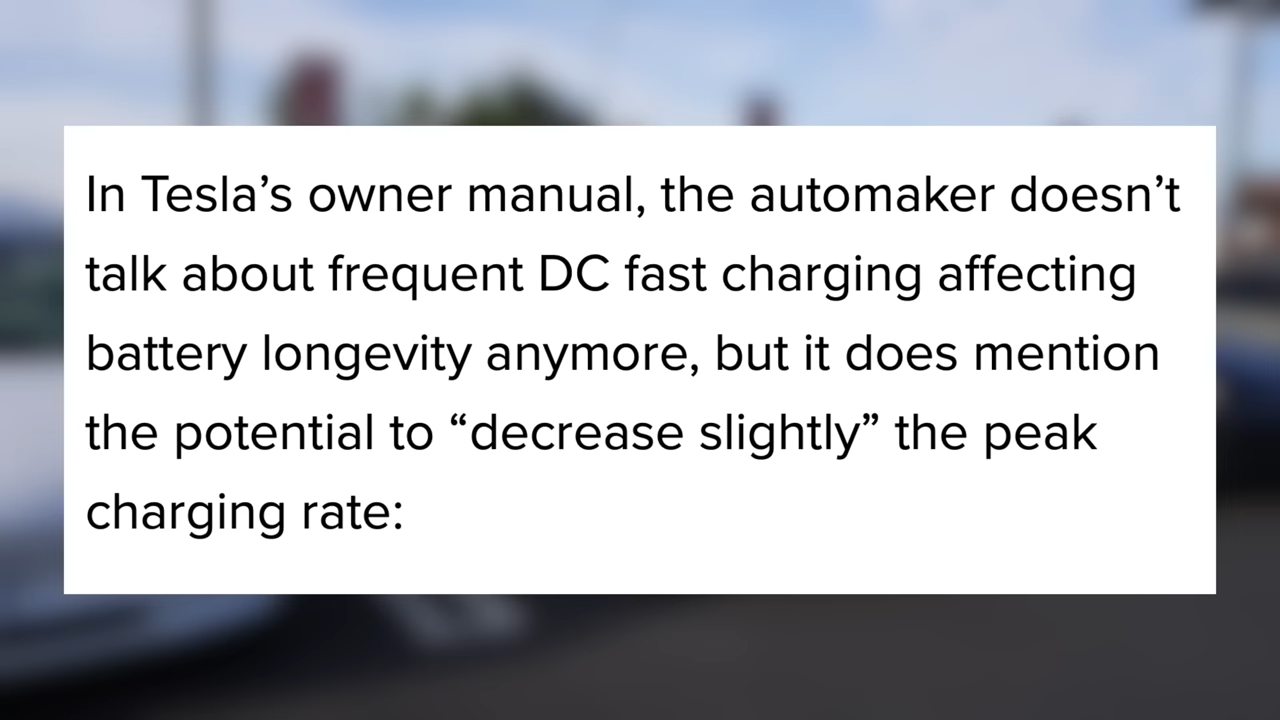 In Tesla’s owner manual, the automaker doesn’t
talk about frequent DC fast charging affecting
battery longevity anymore, but it does mention
the potential to “decrease slightly” the peak
charging rate: